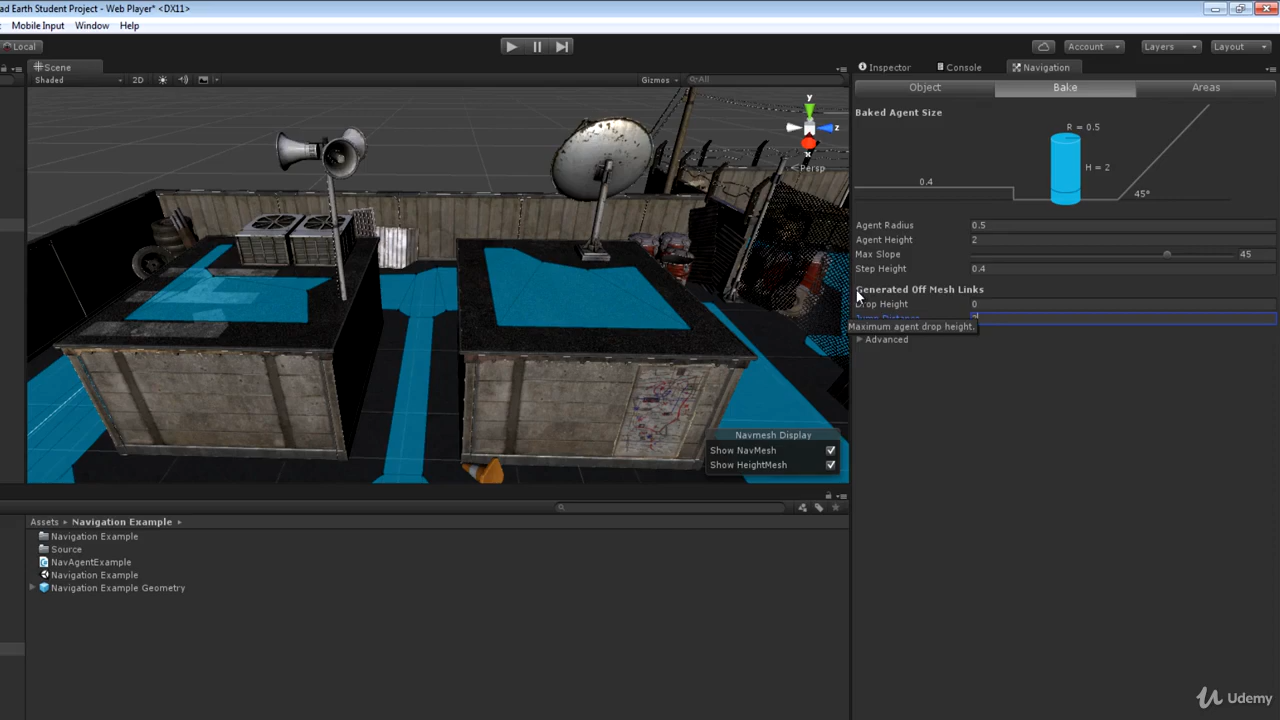 ad Earth Student Project - Web Player* <DX11>
Mobile Input Window Help
Local
Account Layers Layout
Scene
Inspector Console Navigation
Shaded 2D Gizmos All
Object Bake Areas
Baked Agent Size
y
z
x
Persp
R = 0.5
H = 2
0.4
45°
Agent Radius 0.5
Agent Height 2
Max Slope 45
Step Height 0.4
Generated Off Mesh Links
Drop Height 0
Jump Distance
Maximum agent drop height.
Advanced
Navmesh Display
Show NavMesh
Show HeightMesh
Assets Navigation Example
Navigation Example
Source
NavAgentExample
Navigation Example
Navigation Example Geometry
Udemy